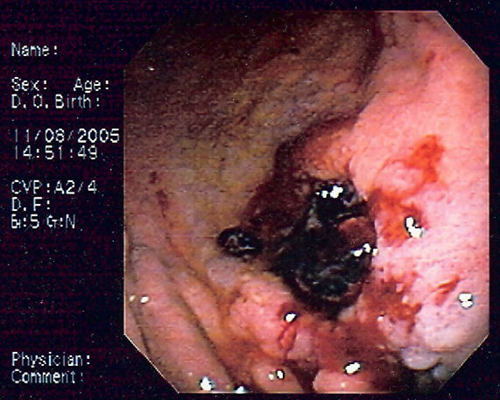 Name:
Sex: Age:
D.O.Birth:
11/08/2005
14:51:49
CVP:A2/4
D.F:
E:5 G:N
Physician:
Comment: